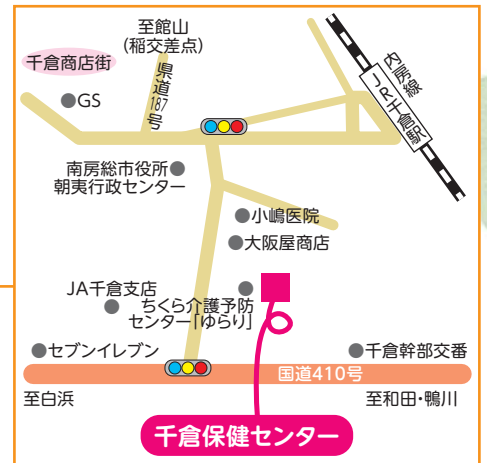 至館山
(稲交差点)
千倉商店街
県道187号
GS
内房線
JR千倉駅
南房総市役所
朝夷行政センター
小嶋医院
大阪屋商店
JA千倉支店
ちくら介護予防
センター「ゆらり」
セブンイレブン
千倉幹部交番
国道410号
至白浜
至和田・鴨川
千倉保健センター